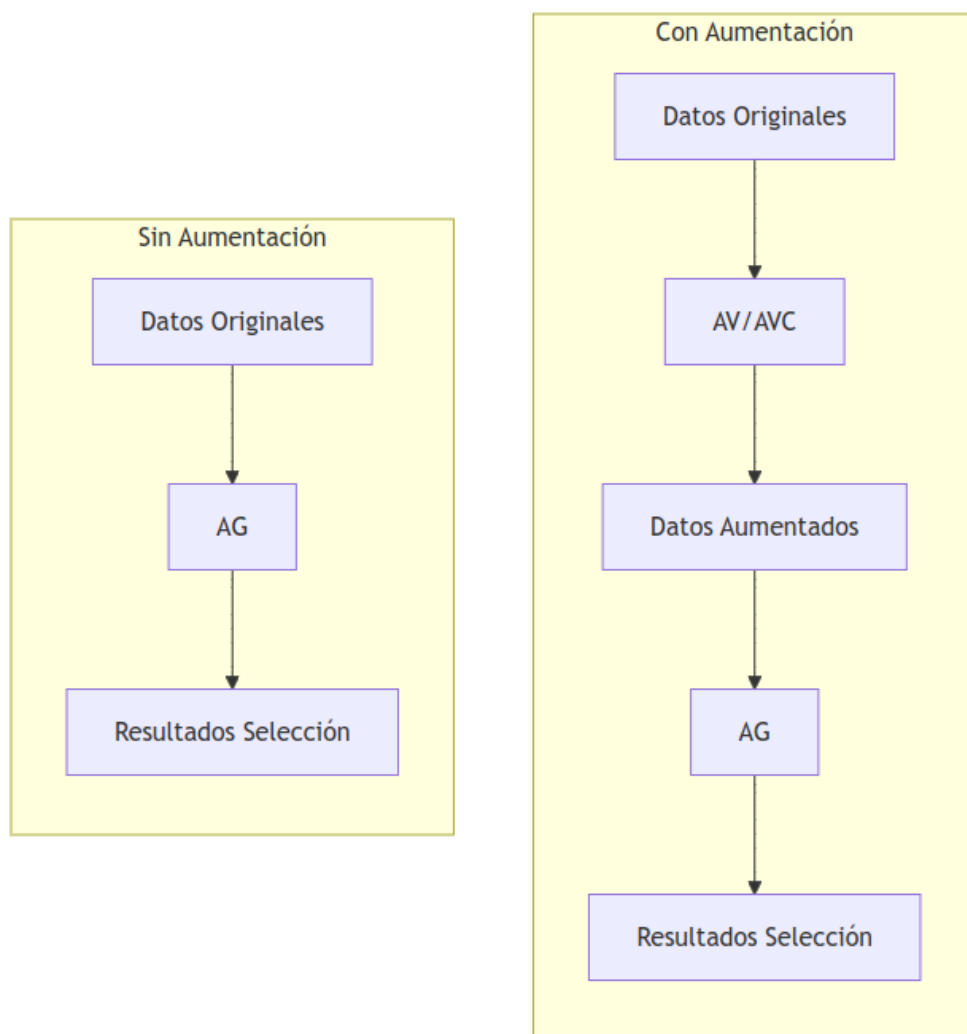 Sin Aumentación
Datos Originales
AG
Resultados Selección
Con Aumentación
Datos Originales
AV/AVC
Datos Aumentados
AG
Resultados Selección